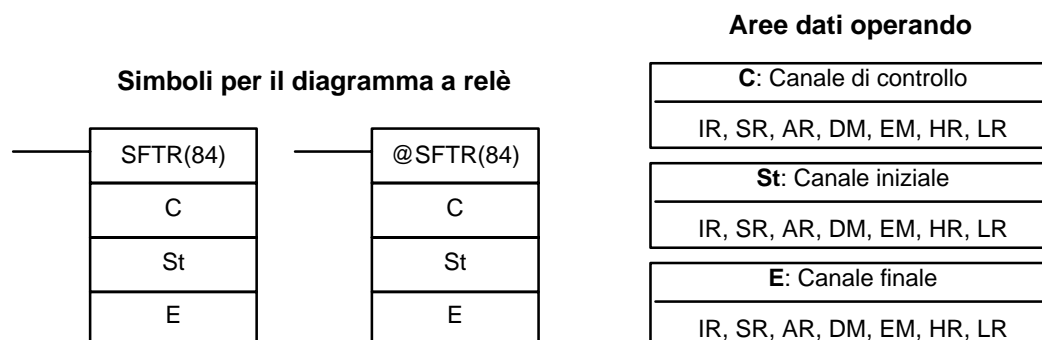 Aree dati operando
Simboli per il diagramma a relè
SFTR(84)
C
St
E
@SFTR(84)
C
St
E
C: Canale di controllo
IR, SR, AR, DM, EM, HR, LR
St: Canale iniziale
IR, SR, AR, DM, EM, HR, LR
E: Canale finale
IR, SR, AR, DM, EM, HR, LR